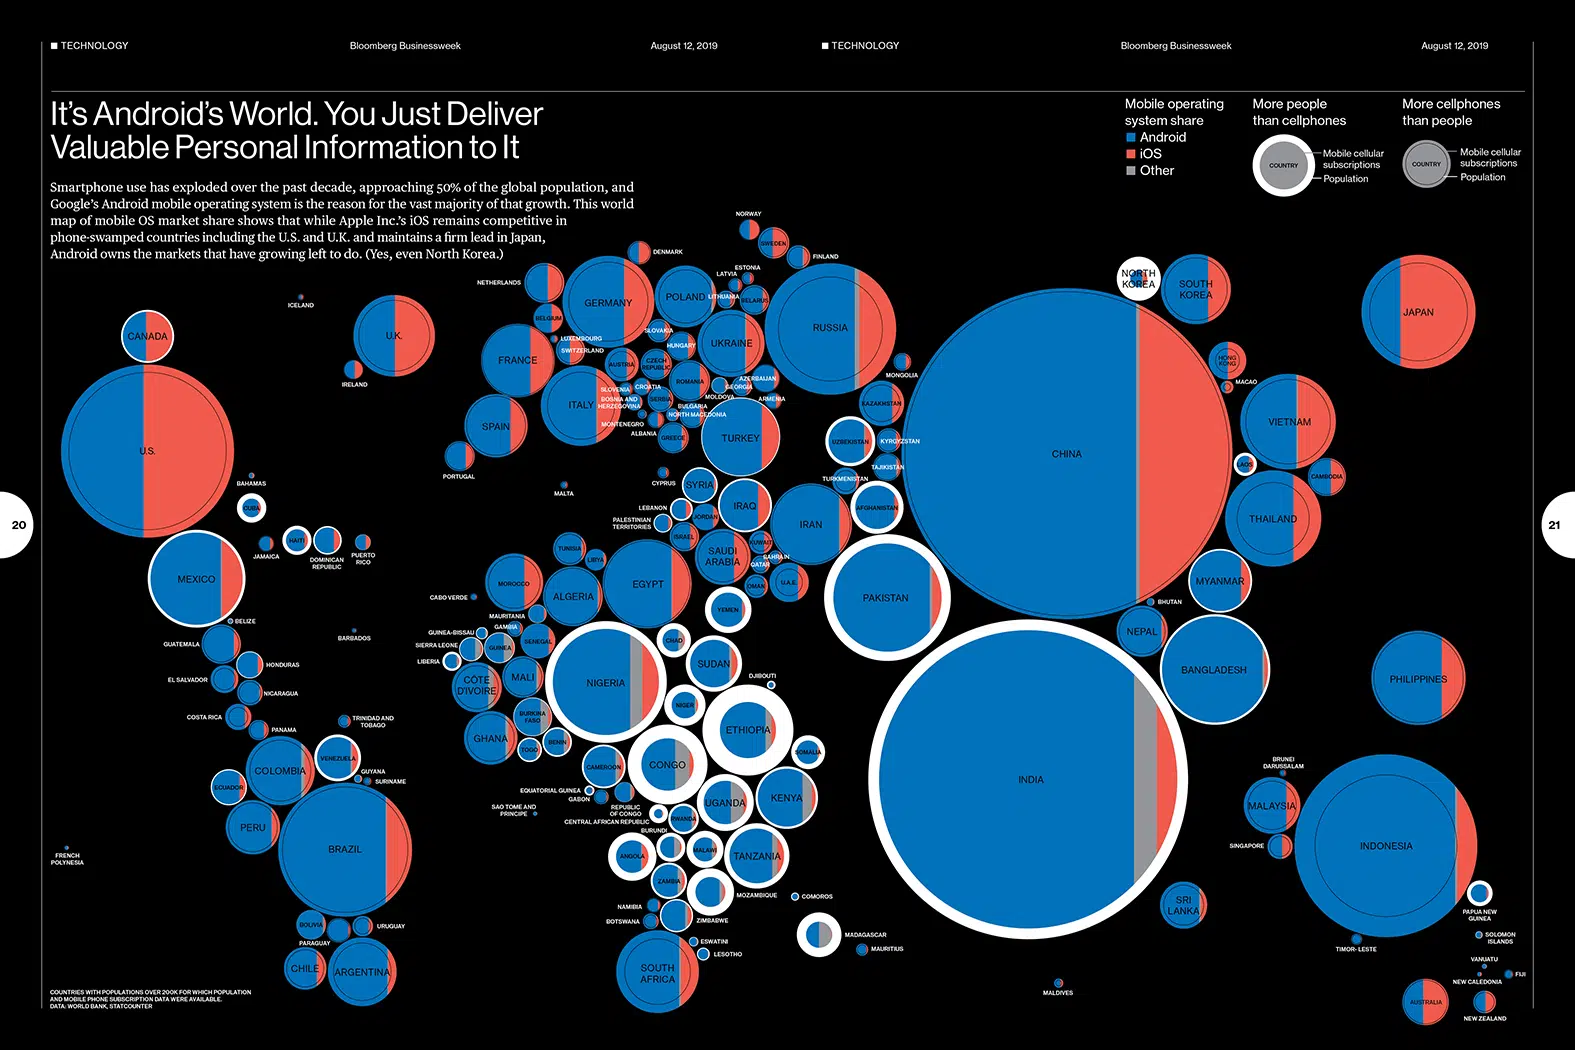 TECHNOLOGY
Bloomberg Businessweek
August 12, 2019
TECHNOLOGY
Bloomberg Businessweek
August 12, 2019
It's Android's World. You Just Deliver
Valuable Personal Information to It
Smartphone use has exploded over the past decade, approaching 50% of the global population, and
Google's Android mobile operating system is the reason for the vast majority of that growth. This world
map of mobile OS market share shows that while Apple Inc.'s iOS remains competitive in
phone-swamped countries including the U.S. and U.K. and maintains a firm lead in Japan,
Android owns the markets that have growing left to do. (Yes, even North Korea.)
Mobile operating
system share
Android
iOS
Other
More people
than cellphones
COUNTRY
Mobile cellular
subscriptions
Population
More cellphones
than people
COUNTRY
Mobile cellular
subscriptions
Population
NORWAY
SWEDEN
FINLAND
DENMARK
ESTONIA
LATVIA
LITHUANIA
BELARUS
NETHERLANDS
GERMANY
POLAND
RUSSIA
ICELAND
CANADA
U.K.
IRELAND
BELGIUM
LUXEMBOURG
SWITZERLAND
FRANCE
SLOVAKIA
HUNGARY
UKRAINE
AUSTRIA
CZECH
REPUBLIC
ROMANIA
AZERBAIJAN
GEORGIA
MOLDOVA
ARMENIA
SLOVENIA
CROATIA
BOSNIA AND
HERZEGOVINA
SERBIA
BULGARIA
NORTH MACEDONIA
MONTENEGRO
ALBANIA
GREECE
ITALY
SPAIN
PORTUGAL
TURKEY
MONGOLIA
KAZAKHSTAN
UZBEKISTAN
KYRGYZSTAN
TAJIKISTAN
TURKMENISTAN
AFGHANISTAN
NORTH
KOREA
SOUTH
KOREA
JAPAN
HONG
KONG
MACAO
CHINA
VIETNAM
LAOS
CAMBODIA
THAILAND
U.S.
BAHAMAS
CUBA
MALTA
CYPRUS
SYRIA
LEBANON
PALESTINIAN
TERRITORIES
JORDAN
IRAQ
IRAN
ISRAEL
KUWAIT
SAUDI
ARABIA
BAHRAIN
QATAR
OMAN
U.A.E.
20
21
JAMAICA
HAITI
DOMINICAN
REPUBLIC
PUERTO
RICO
MEXICO
TUNISIA
LIBYA
MOROCCO
ALGERIA
EGYPT
YEMEN
PAKISTAN
MYANMAR
BHUTAN
NEPAL
BANGLADESH
PHILIPPINES
CABO VERDE
MAURITANIA
BELIZE
BARBADOS
GUATEMALA
HONDURAS
EL SALVADOR
NICARAGUA
COSTA RICA
PANAMA
GUINEA-BISSAU
GAMBIA
SENEGAL
SIERRA LEONE
GUINEA
LIBERIA
CÔTE
D'IVOIRE
MALI
NIGERIA
CHAD
SUDAN
DJIBOUTI
NIGER
ETHIOPIA
SOMALIA
BURKINA
FASO
GHANA
TOGO
BENIN
CAMEROON
CONGO
UGANDA
KENYA
EQUATORIAL GUINEA
GABON
REPUBLIC
OF CONGO
CENTRAL AFRICAN REPUBLIC
RWANDA
SAO TOME AND
PRINCIPE
BURUNDI
INDIA
TRINIDAD AND
TOBAGO
COLOMBIA
VENEZUELA
GUYANA
SURINAME
ECUADOR
PERU
BRAZIL
FRENCH
POLYNESIA
ANGOLA
MALAWI
TANZANIA
ZAMBIA
MOZAMBIQUE
COMOROS
NAMIBIA
BOTSWANA
ZIMBABWE
MADAGASCAR
MAURITIUS
ESWATINI
LESOTHO
SOUTH
AFRICA
BRUNEI
DARUSSALAM
MALAYSIA
SINGAPORE
INDONESIA
SRI
LANKA
PAPUA NEW
GUINEA
TIMOR- LESTE
SOLOMON
ISLANDS
VANUATU
FIJI
NEW CALEDONIA
MALDIVES
AUSTRALIA
NEW ZEALAND
BOLIVIA
PARAGUAY
URUGUAY
CHILE
ARGENTINA
COUNTRIES WITH POPULATIONS OVER 200K FOR WHICH POPULATION
AND MOBILE PHONE SUBSCRIPTION DATA WERE AVAILABLE.
DATA: WORLD BANK, STATCOUNTER